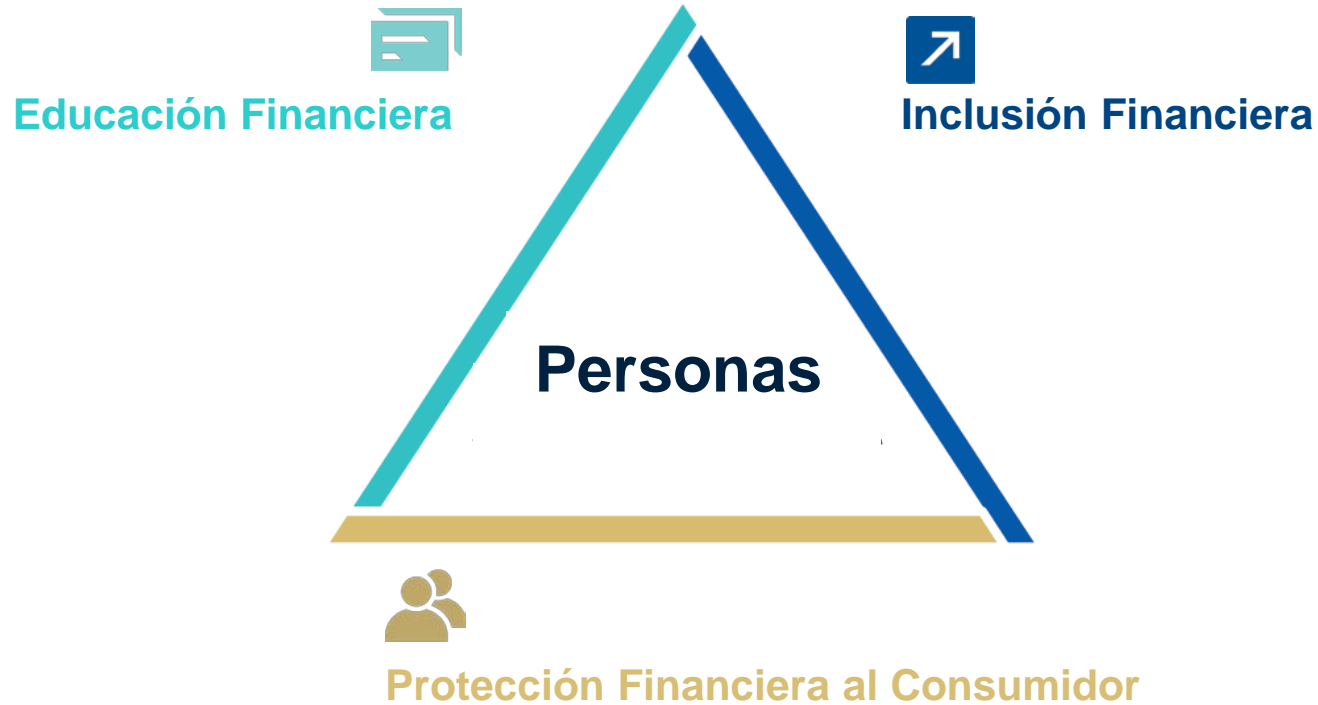 Educación Financiera
Inclusión Financiera
Personas
Protección Financiera al Consumidor